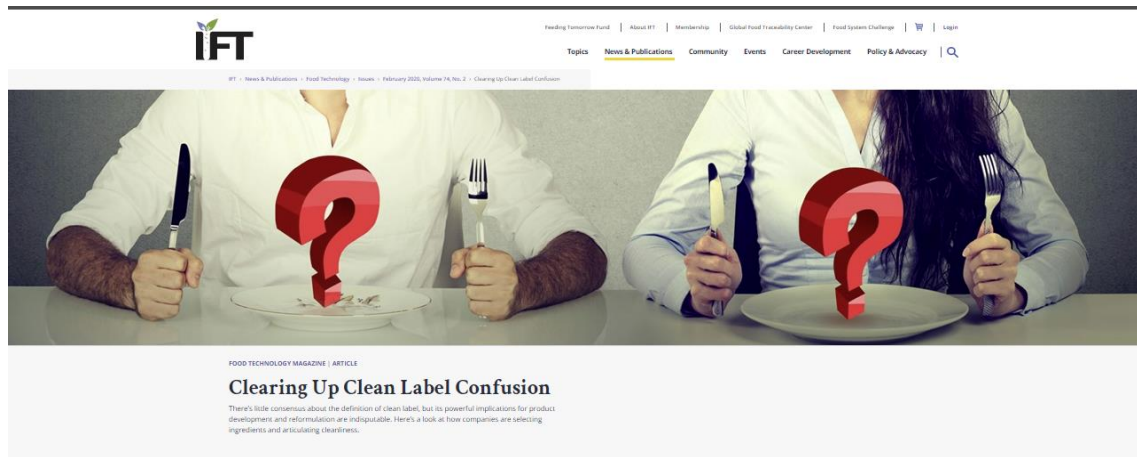 IFT
Feeding Tomorrow Fund | About IFT | Membership | Global Food Traceability Center | Food System Challenge | | Login
Topics News & Publications Community Events Career Development Policy & Advocacy |
IFT › News & Publications › Food Technology › Issues › February 2020, Volume 74, No. 2 › Clearing Up Clean Label Confusion
? ?
FOOD TECHNOLOGY MAGAZINE | ARTICLE
Clearing Up Clean Label Confusion
There's little consensus about the definition of clean label, but its powerful implications for product
development and reformulation are indisputable. Here's a look at how companies are selecting
ingredients and articulating cleanliness.